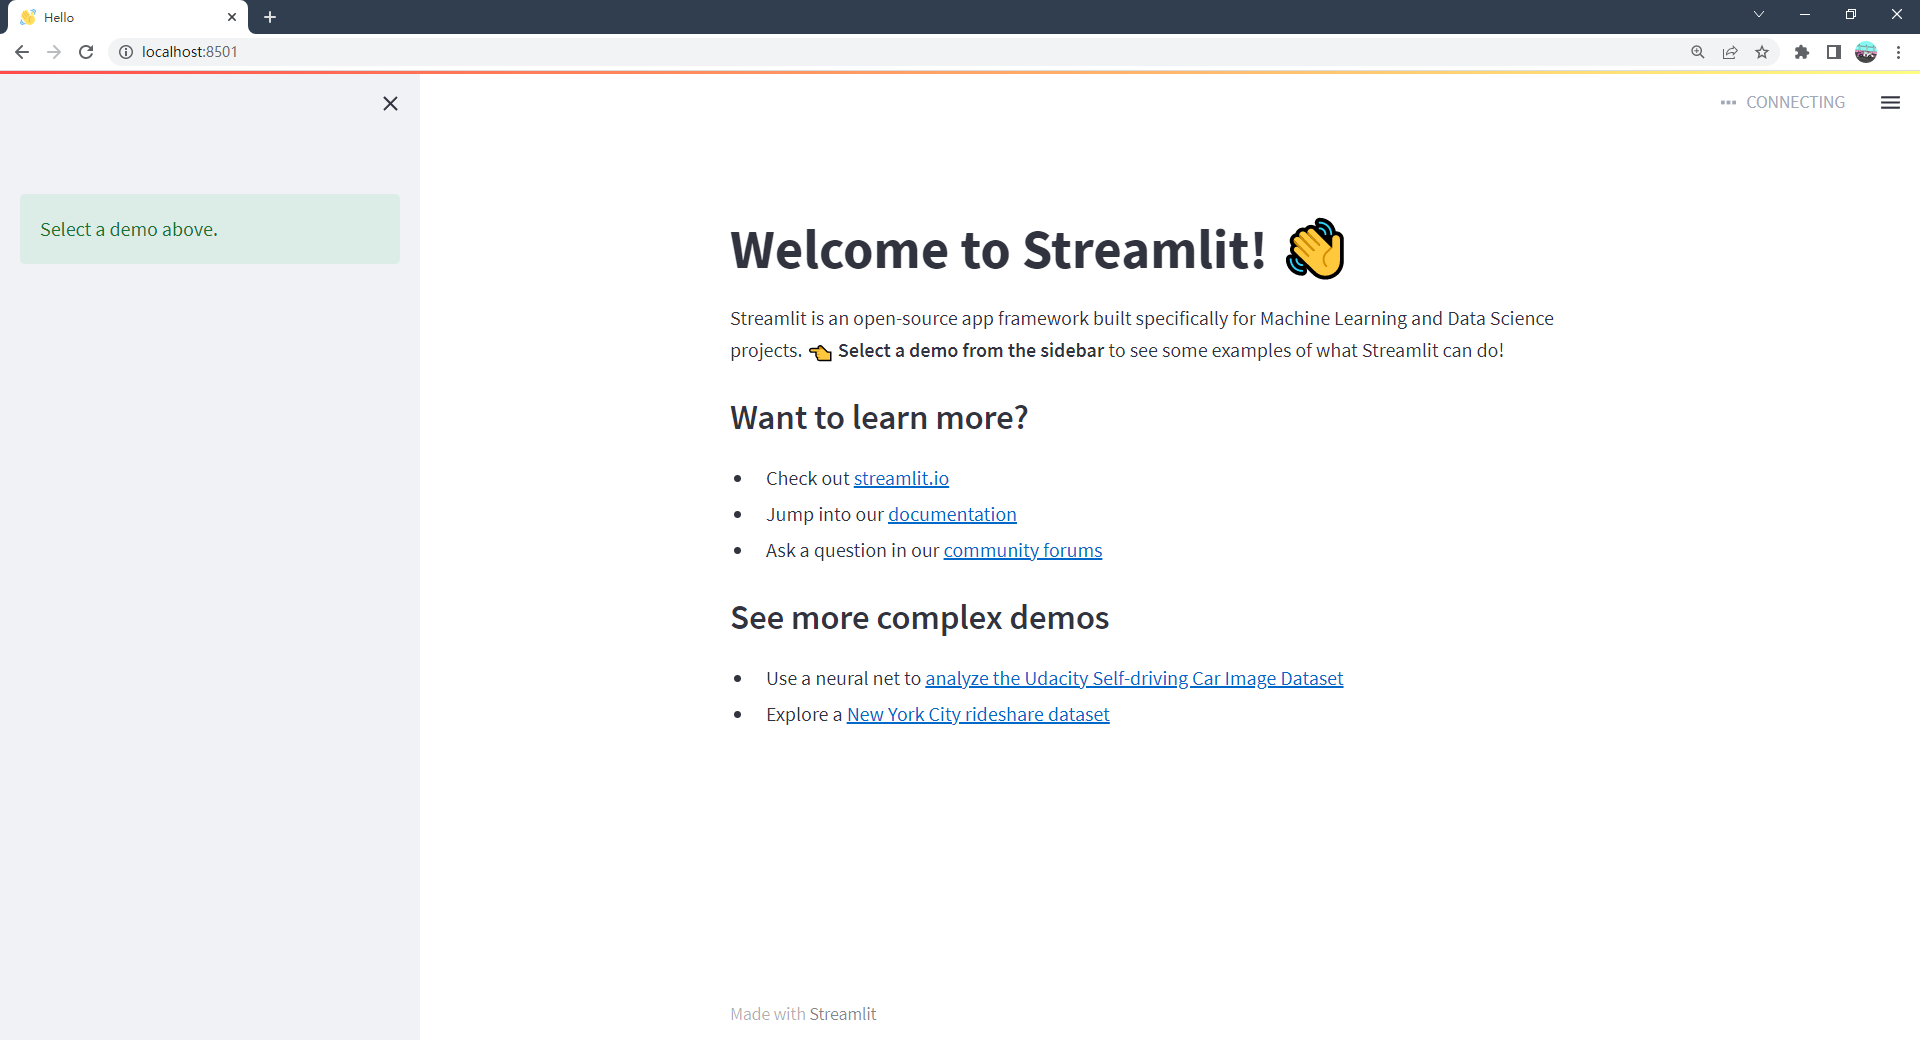 Hello
localhost:8501
CONNECTING
Select a demo above.
Welcome to Streamlit!
Streamlit is an open-source app framework built specifically for Machine Learning and Data Science
projects. 👈 Select a demo from the sidebar to see some examples of what Streamlit can do!
Want to learn more?
• Check out streamlit.io
• Jump into our documentation
• Ask a question in our community forums
See more complex demos
• Use a neural net to analyze the Udacity Self-driving Car Image Dataset
• Explore a New York City rideshare dataset
Made with Streamlit